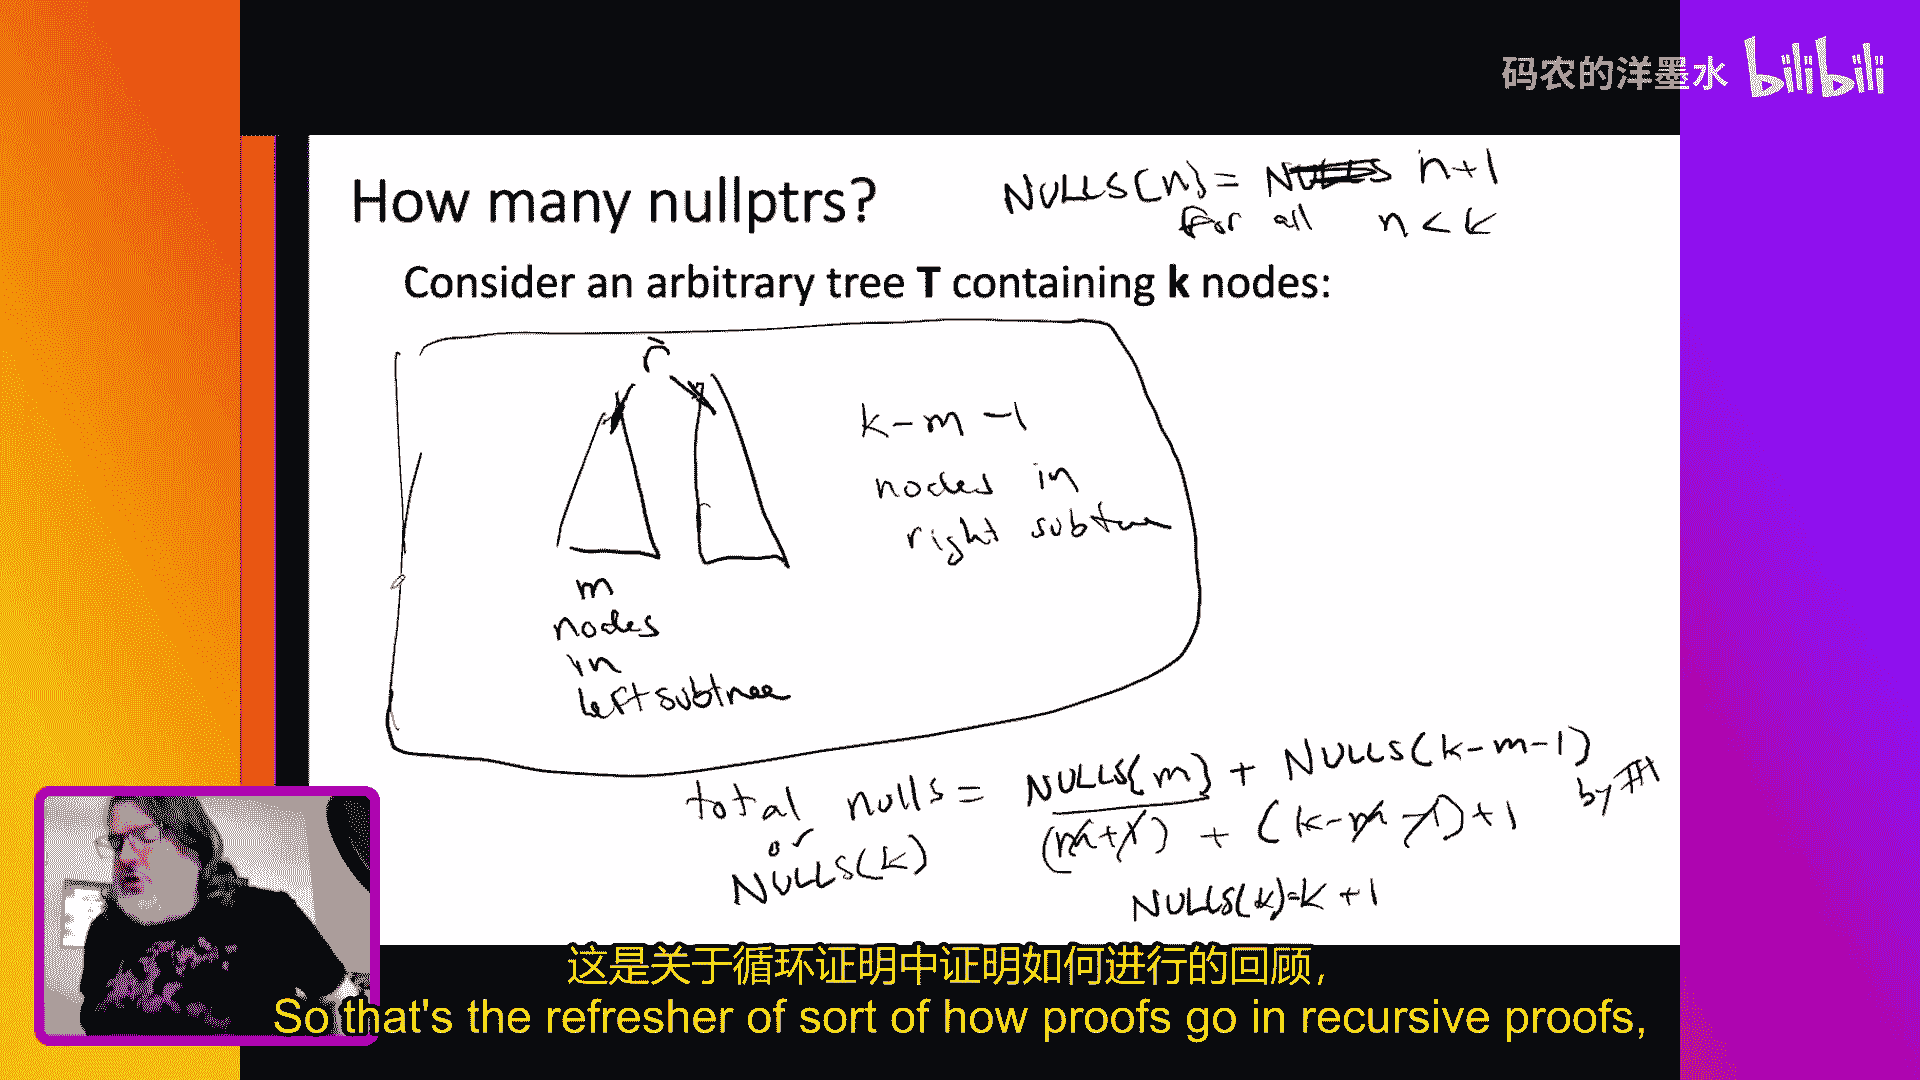 码农的洋墨水 bilibili
How many nullptrs?
NULLS(n) = n+1
for all n < k
Consider an arbitrary tree T containing k nodes:
r
k-m-1
nodes in
right subtree
m
nodes
in
left subtree
total nulls = NULLS(m) + NULLS(k-m-1)
by IH
or
(m+1) + (k-m-1)+1
NULLS(k)
NULLS(k)=k+1
这是关于循环证明中证明如何进行的回顾，
So that's the refresher of sort of how proofs go in recursive proofs,